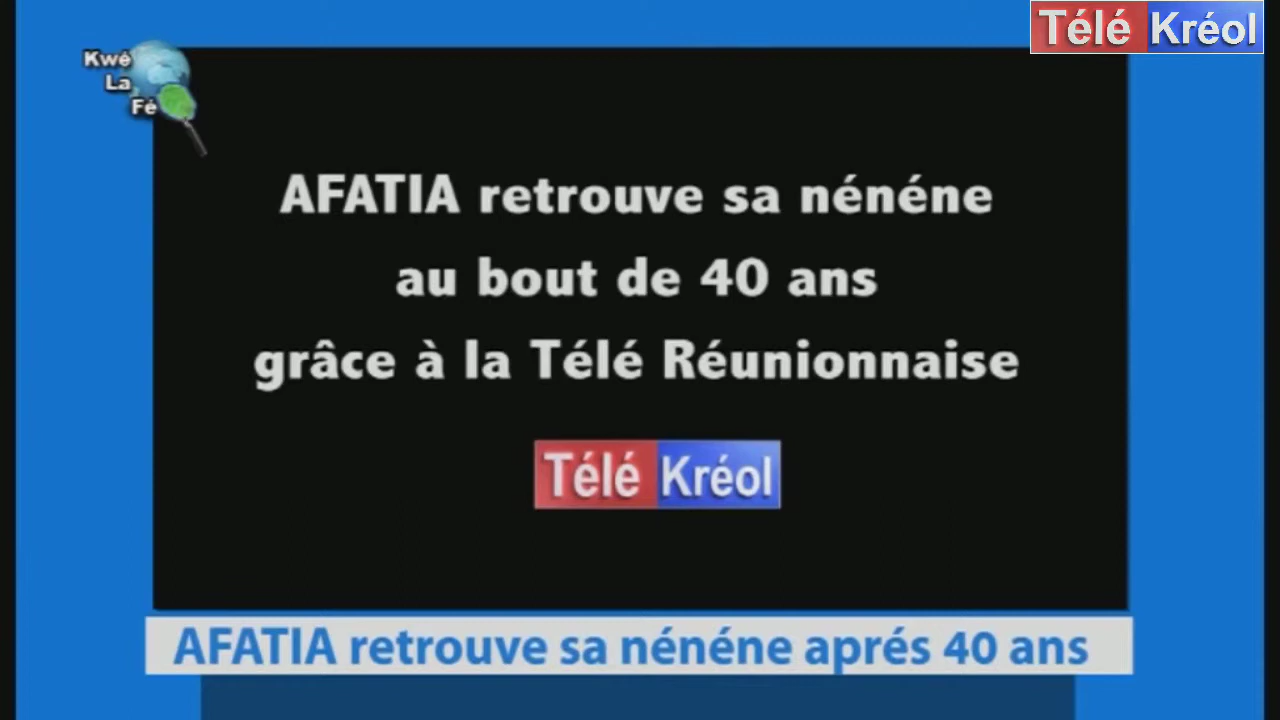 Télé Kréol
Kwé
La
Fé
AFATIA retrouve sa nénéne
au bout de 40 ans
grâce à la Télé Réunionnaise
Télé Kréol
AFATIA retrouve sa nénéne aprés 40 ans